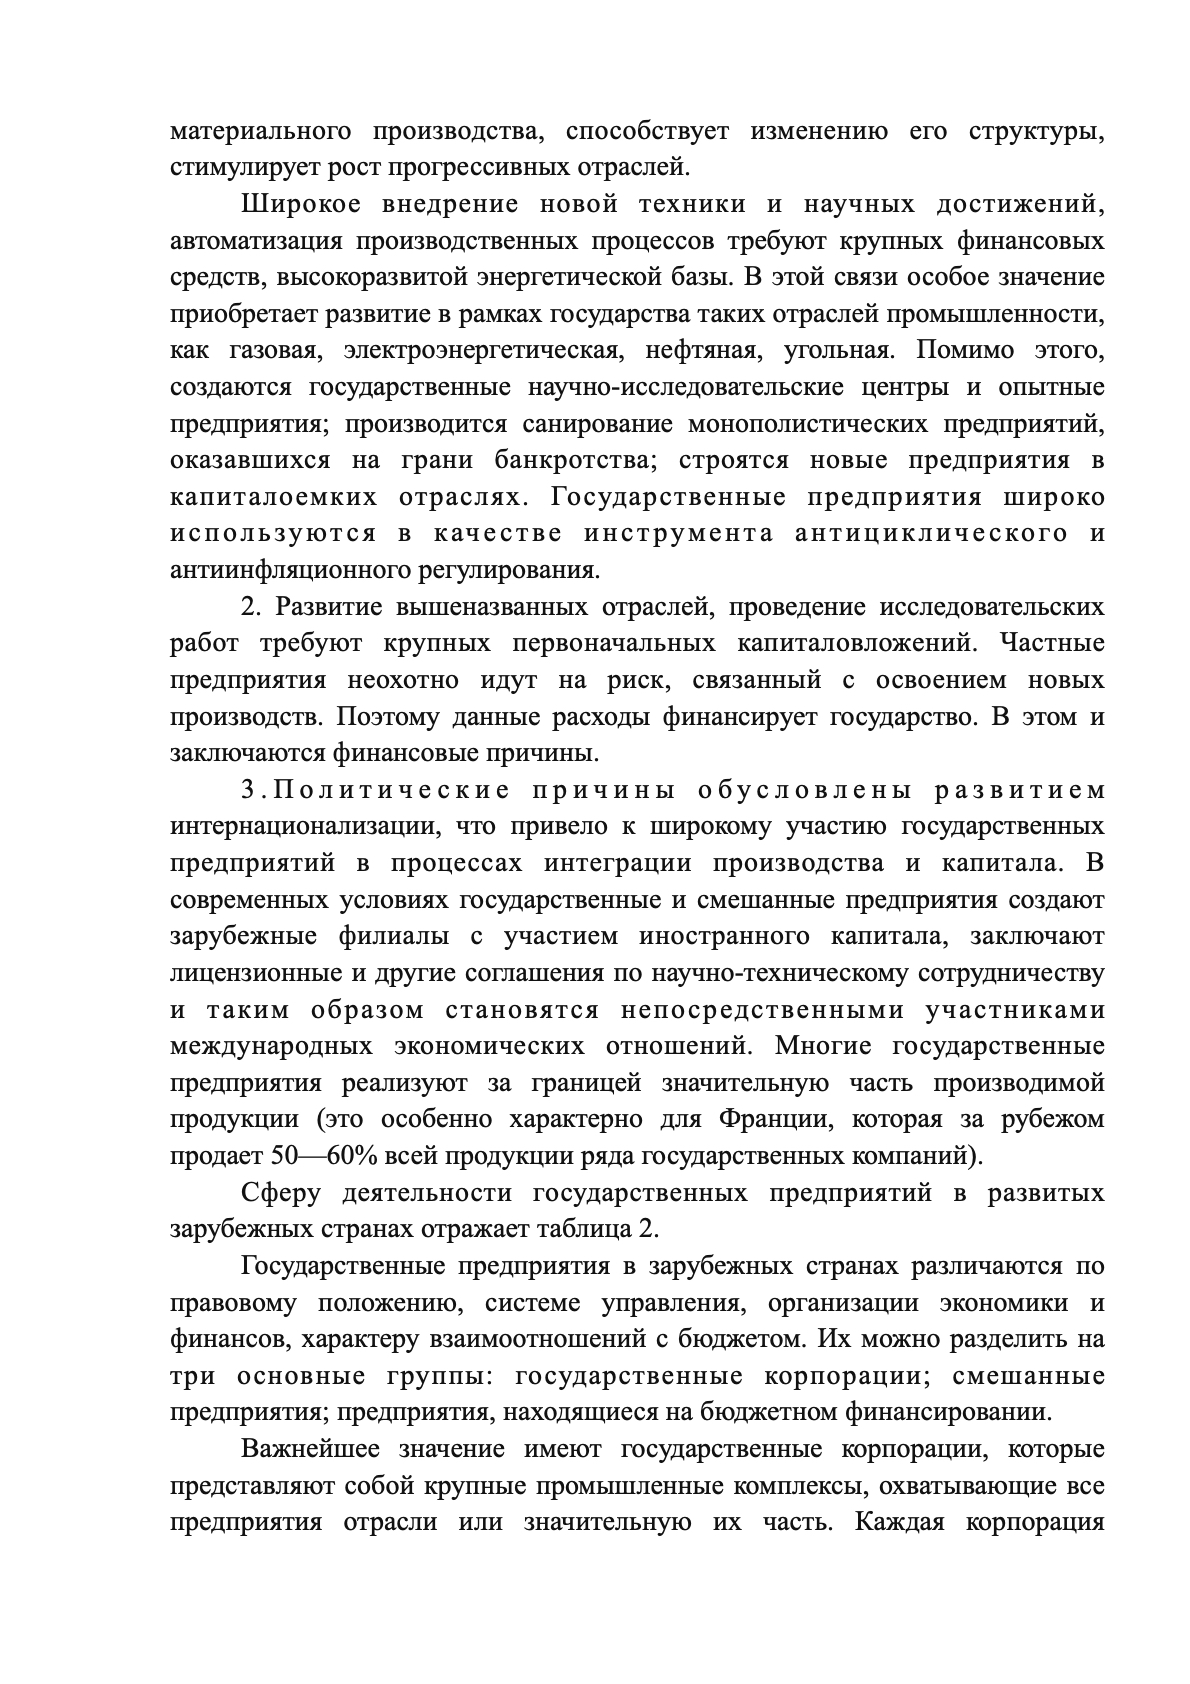 материального производства, способствует изменению его структуры,
стимулирует рост прогрессивных отраслей.
Широкое внедрение новой техники и научных достижений,
автоматизация производственных процессов требуют крупных финансовых
средств, высокоразвитой энергетической базы. В этой связи особое значение
приобретает развитие в рамках государства таких отраслей промышленности,
как газовая, электроэнергетическая, нефтяная, угольная. Помимо этого,
создаются государственные научно-исследовательские центры и опытные
предприятия; производится санирование монополистических предприятий,
оказавшихся на грани банкротства; строятся новые предприятия в
капиталоемких отраслях. Государственные предприятия широко
используются в качестве инструмента антициклического и
антиинфляционного регулирования.
2. Развитие вышеназванных отраслей, проведение исследовательских
работ требуют крупных первоначальных капиталовложений. Частные
предприятия неохотно идут на риск, связанный с освоением новых
производств. Поэтому данные расходы финансирует государство. В этом и
заключаются финансовые причины.
3.Политические причины обусловлены развитием
интернационализации, что привело к широкому участию государственных
предприятий в процессах интеграции производства и капитала. В
современных условиях государственные и смешанные предприятия создают
зарубежные филиалы с участием иностранного капитала, заключают
лицензионные и другие соглашения по научно-техническому сотрудничеству
и таким образом становятся непосредственными участниками
международных экономических отношений. Многие государственные
предприятия реализуют за границей значительную часть производимой
продукции (это особенно характерно для Франции, которая за рубежом
продает 50—60% всей продукции ряда государственных компаний).
Сферу деятельности государственных предприятий в развитых
зарубежных странах отражает таблица 2.
Государственные предприятия в зарубежных странах различаются по
правовому положению, системе управления, организации экономики и
финансов, характеру взаимоотношений с бюджетом. Их можно разделить на
три основные группы: государственные корпорации; смешанные
предприятия; предприятия, находящиеся на бюджетном финансировании.
Важнейшее значение имеют государственные корпорации, которые
представляют собой крупные промышленные комплексы, охватывающие все
предприятия отрасли или значительную их часть. Каждая корпорация